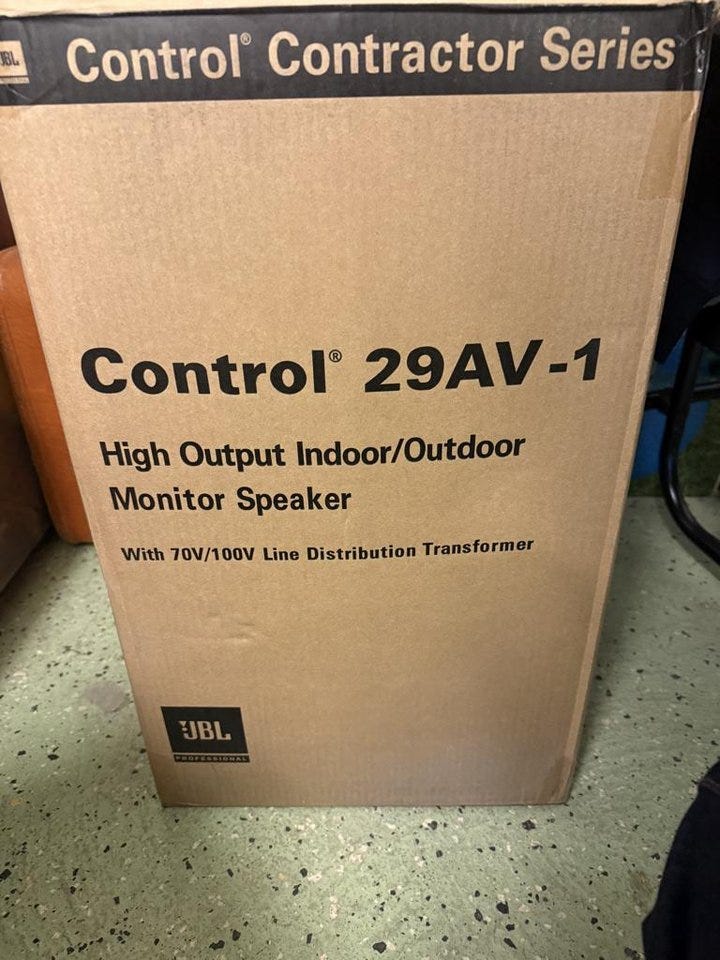 JBL
Control® Contractor Series
Control® 29AV-1
High Output Indoor/Outdoor
Monitor Speaker
With 70V/100V Line Distribution Transformer
JBL
PROFESSIONAL